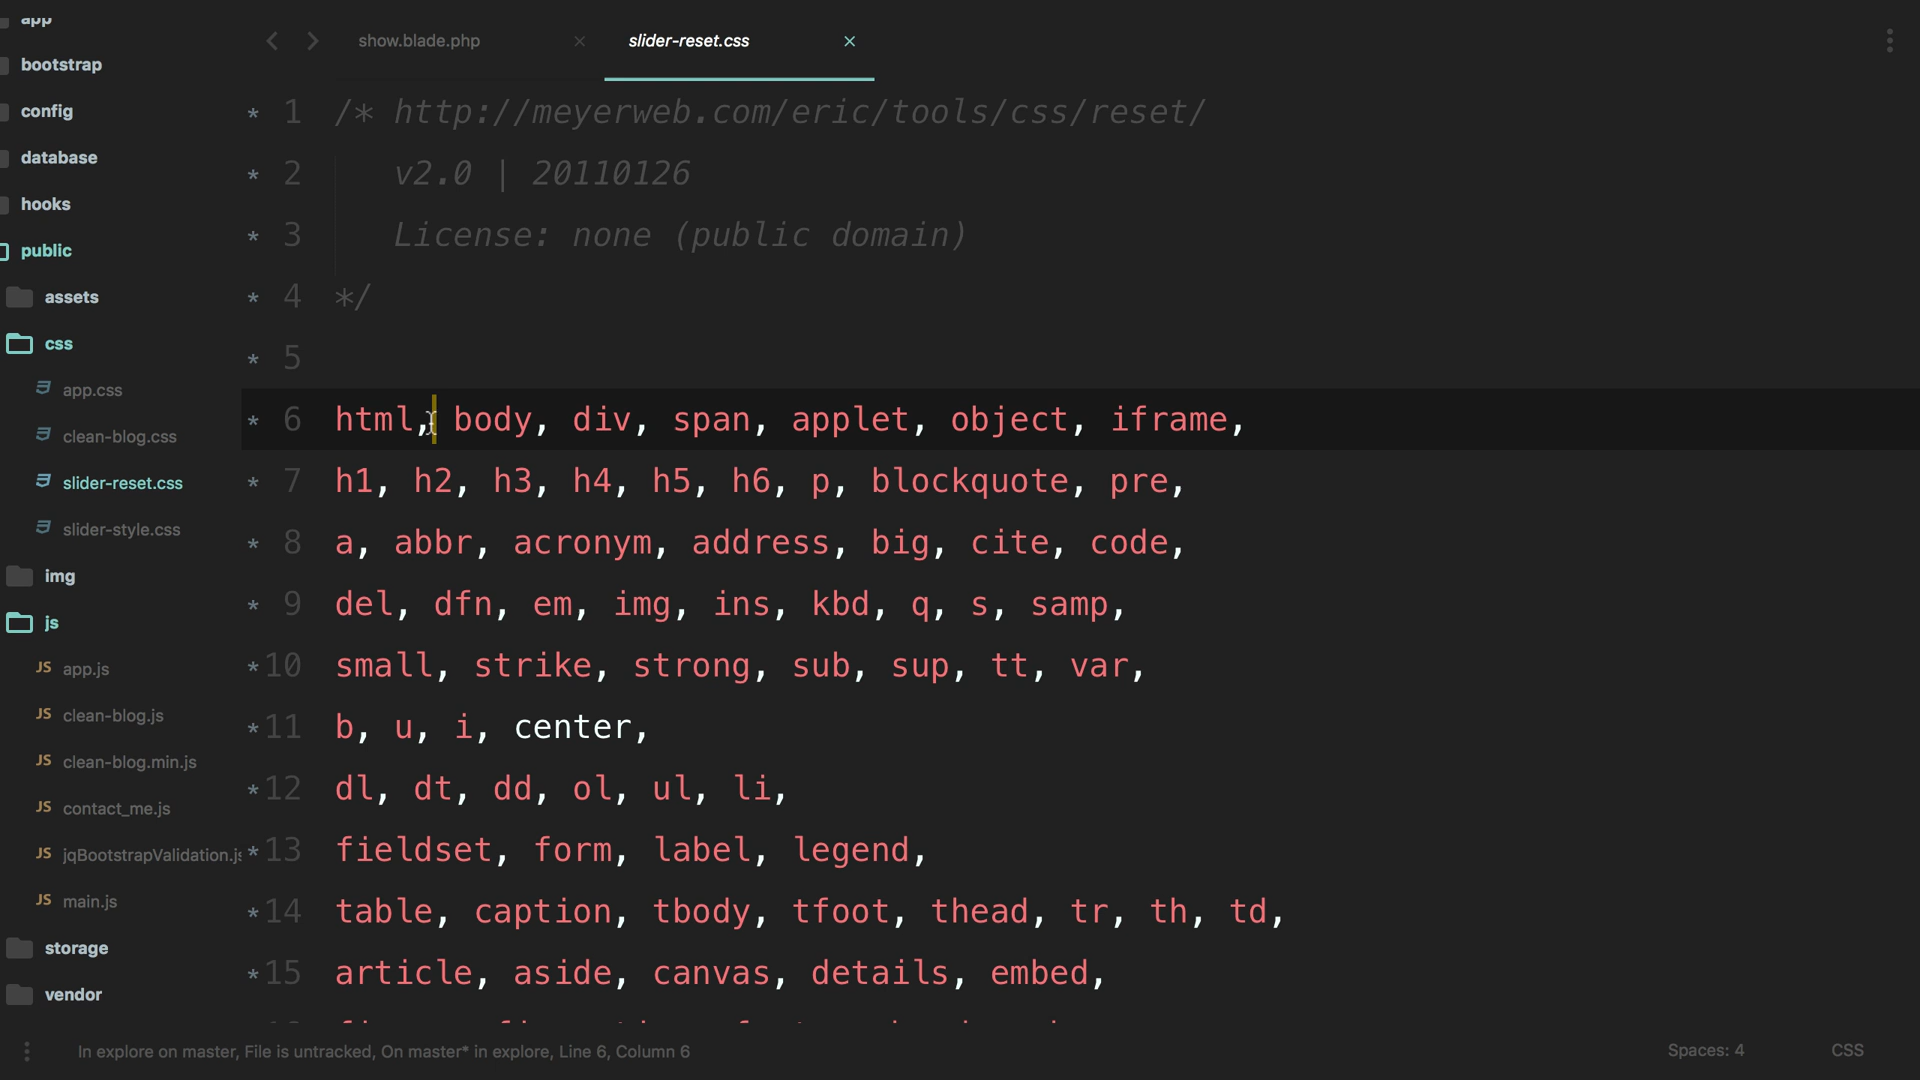 app
bootstrap
config
database
hooks
public
assets
css
app.css
clean-blog.css
slider-reset.css
slider-style.css
img
js
JS app.js
JS clean-blog.js
JS clean-blog.min.js
JS contact_me.js
JS jqBootstrapValidation.js
JS main.js
storage
vendor
show.blade.php
slider-reset.css
* 1 /* http://meyerweb.com/eric/tools/css/reset/
* 2 v2.0 | 20110126
* 3 License: none (public domain)
* 4 */
* 5
* 6 html, body, div, span, applet, object, iframe,
* 7 h1, h2, h3, h4, h5, h6, p, blockquote, pre,
* 8 a, abbr, acronym, address, big, cite, code,
* 9 del, dfn, em, img, ins, kbd, q, s, samp,
* 10 small, strike, strong, sub, sup, tt, var,
* 11 b, u, i, center,
* 12 dl, dt, dd, ol, ul, li,
* 13 fieldset, form, label, legend,
* 14 table, caption, tbody, tfoot, thead, tr, th, td,
* 15 article, aside, canvas, details, embed,
In explore on master, File is untracked, On master* in explore, Line 6, Column 6
Spaces: 4
CSS